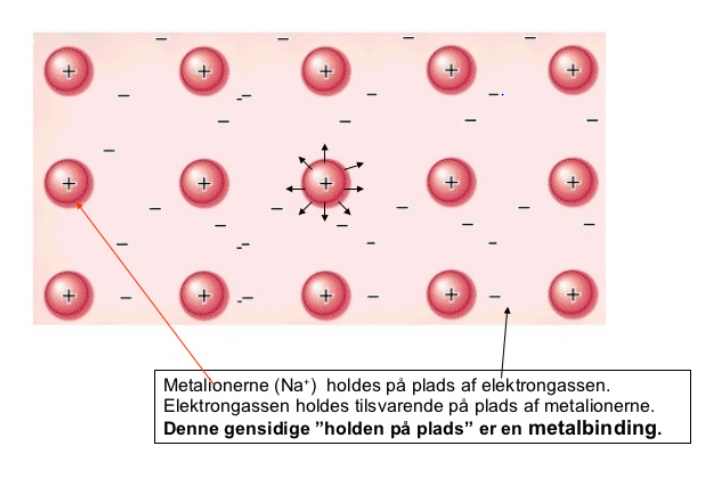 Metalionerne (Na⁺) holdes på plads af elektrongassen.
Elektrongassen holdes tilsvarende på plads af metalionerne.
Denne gensidige ”holden på plads” er en metalbinding.